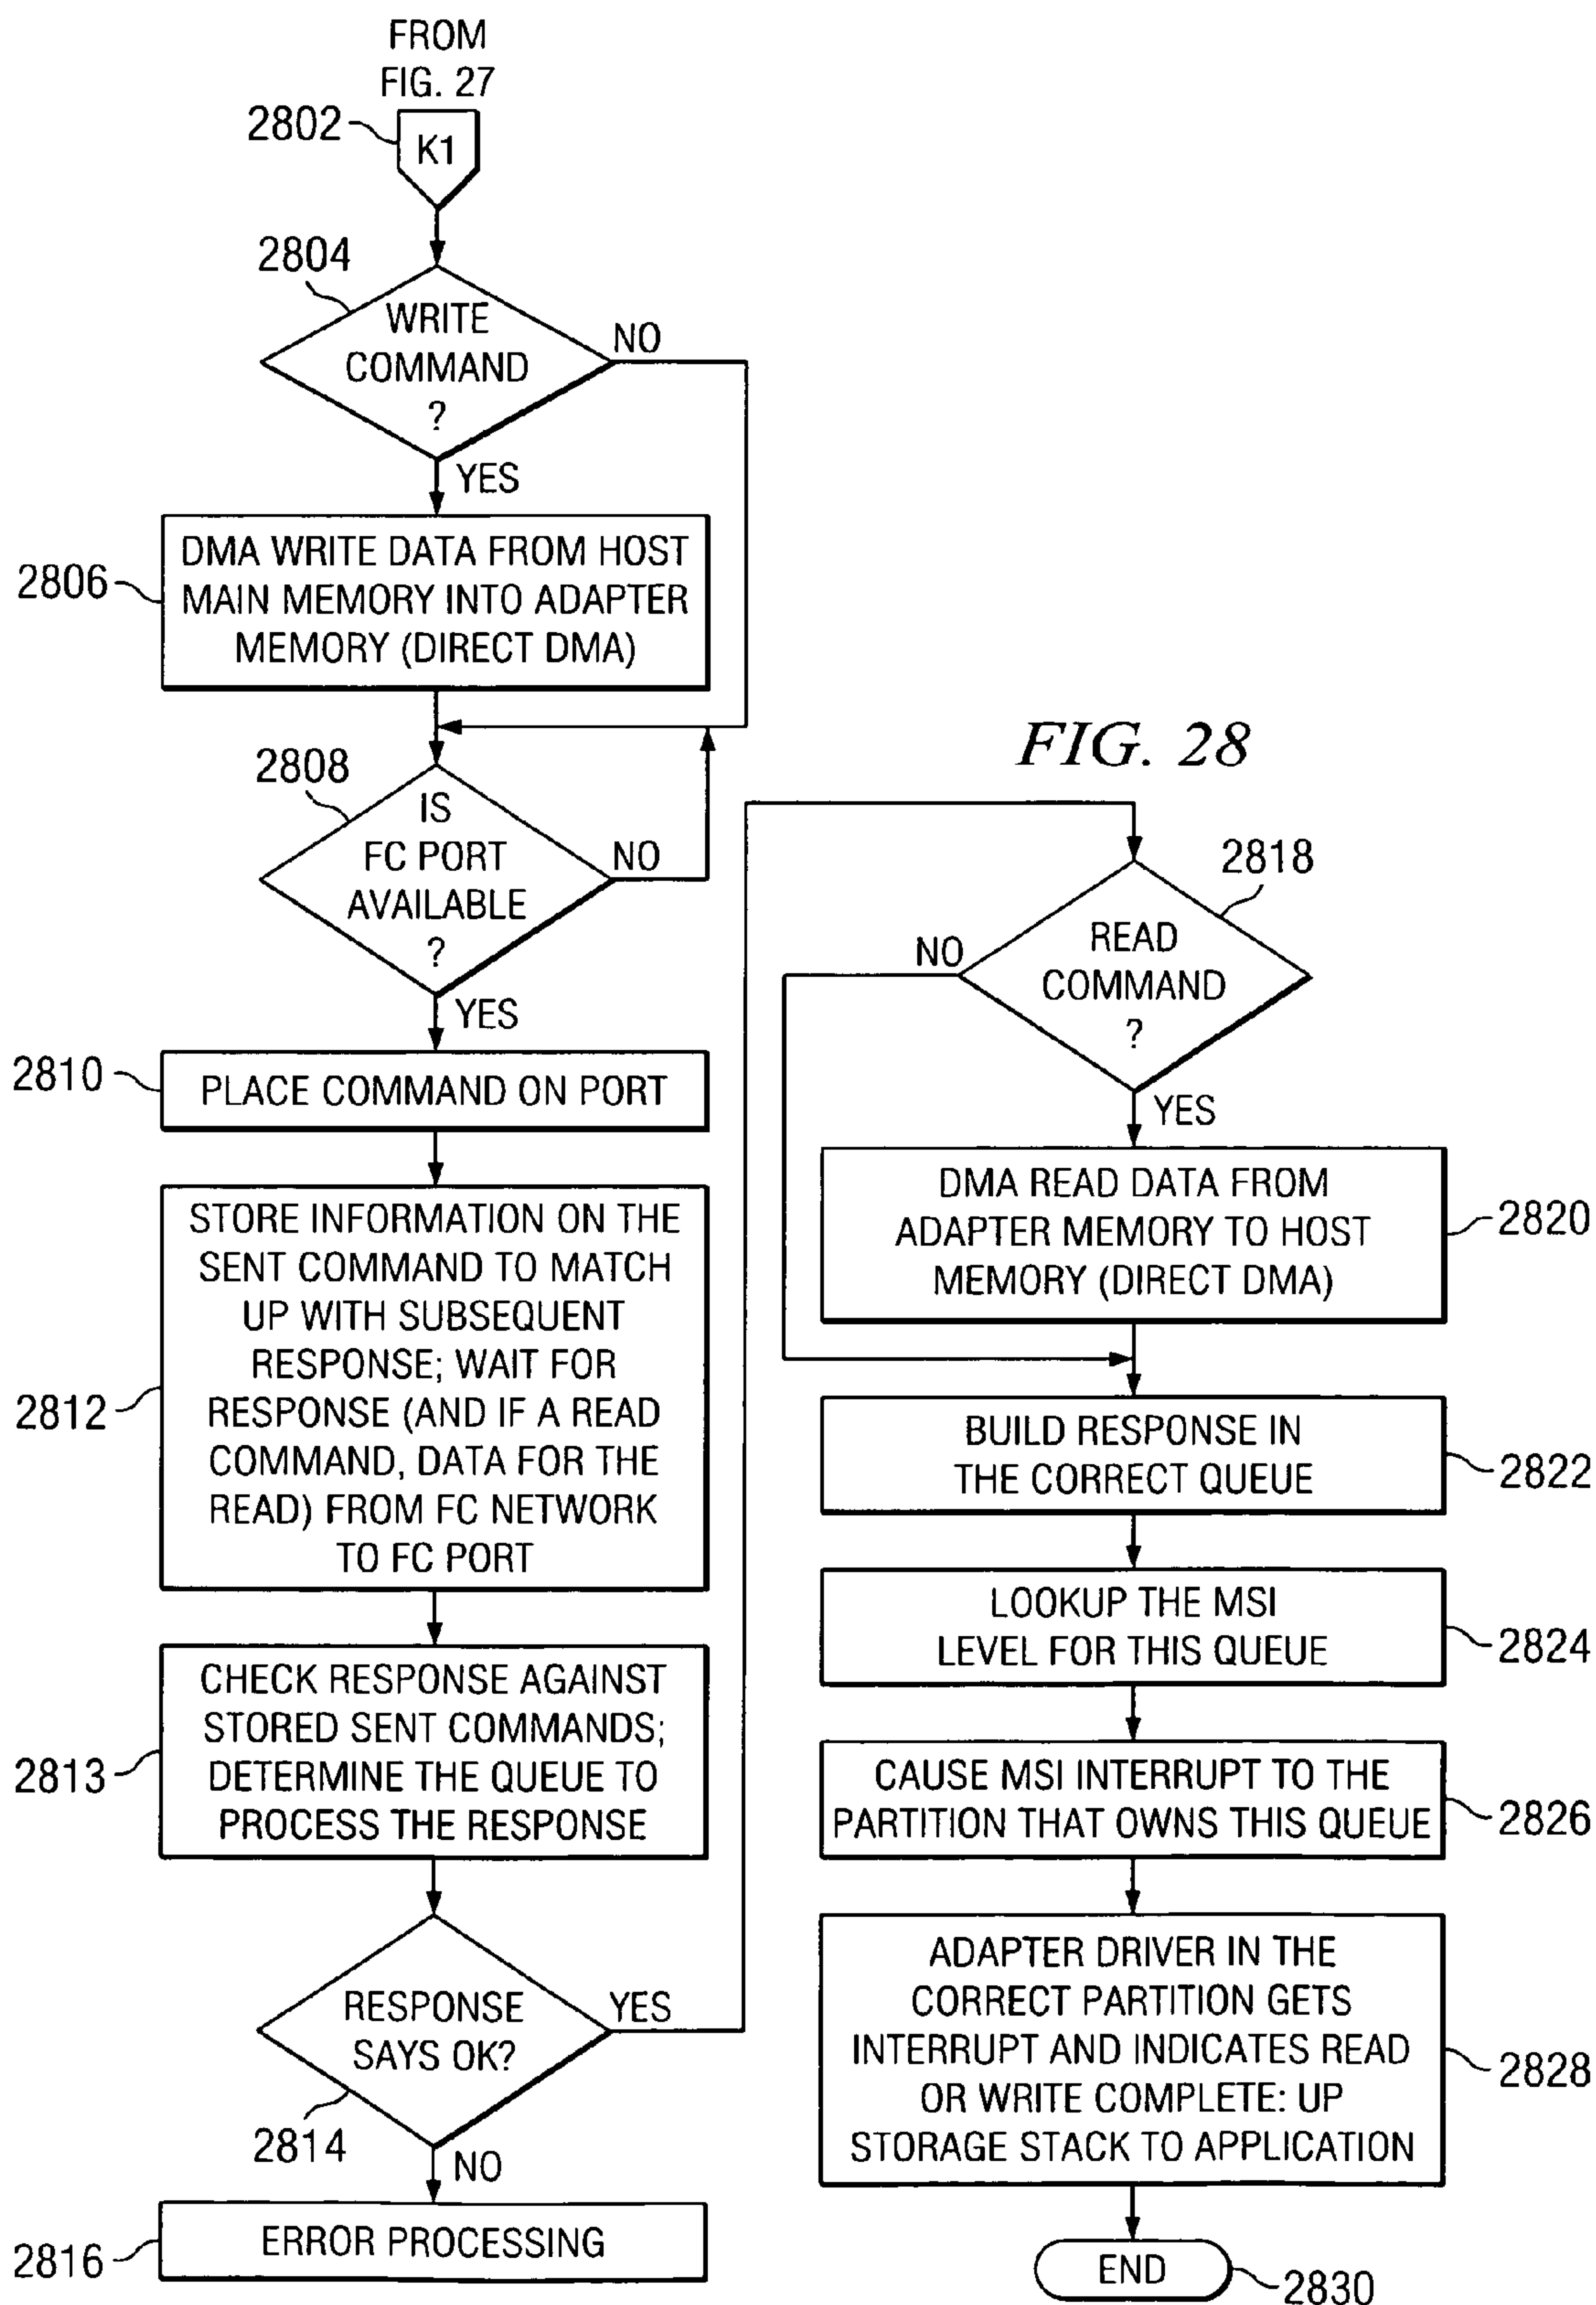 FROM
FIG. 27
2802
K1
2804
WRITE
COMMAND
?
NO
YES
2806
DMA WRITE DATA FROM HOST
MAIN MEMORY INTO ADAPTER
MEMORY (DIRECT DMA)
2808
IS
FC PORT
AVAILABLE
?
NO
YES
2810
PLACE COMMAND ON PORT
2812
STORE INFORMATION ON THE
SENT COMMAND TO MATCH
UP WITH SUBSEQUENT
RESPONSE; WAIT FOR
RESPONSE (AND IF A READ
COMMAND, DATA FOR THE
READ) FROM FC NETWORK
TO FC PORT
2813
CHECK RESPONSE AGAINST
STORED SENT COMMANDS;
DETERMINE THE QUEUE TO
PROCESS THE RESPONSE
RESPONSE
SAYS OK?
YES
2814
NO
2816
ERROR PROCESSING
FIG. 28
2818
READ
COMMAND
?
NO
YES
DMA READ DATA FROM
ADAPTER MEMORY TO HOST
MEMORY (DIRECT DMA)
2820
BUILD RESPONSE IN
THE CORRECT QUEUE
2822
LOOKUP THE MSI
LEVEL FOR THIS QUEUE
2824
CAUSE MSI INTERRUPT TO THE
PARTITION THAT OWNS THIS QUEUE
2826
ADAPTER DRIVER IN THE
CORRECT PARTITION GETS
INTERRUPT AND INDICATES READ
OR WRITE COMPLETE: UP
STORAGE STACK TO APPLICATION
2828
END
2830